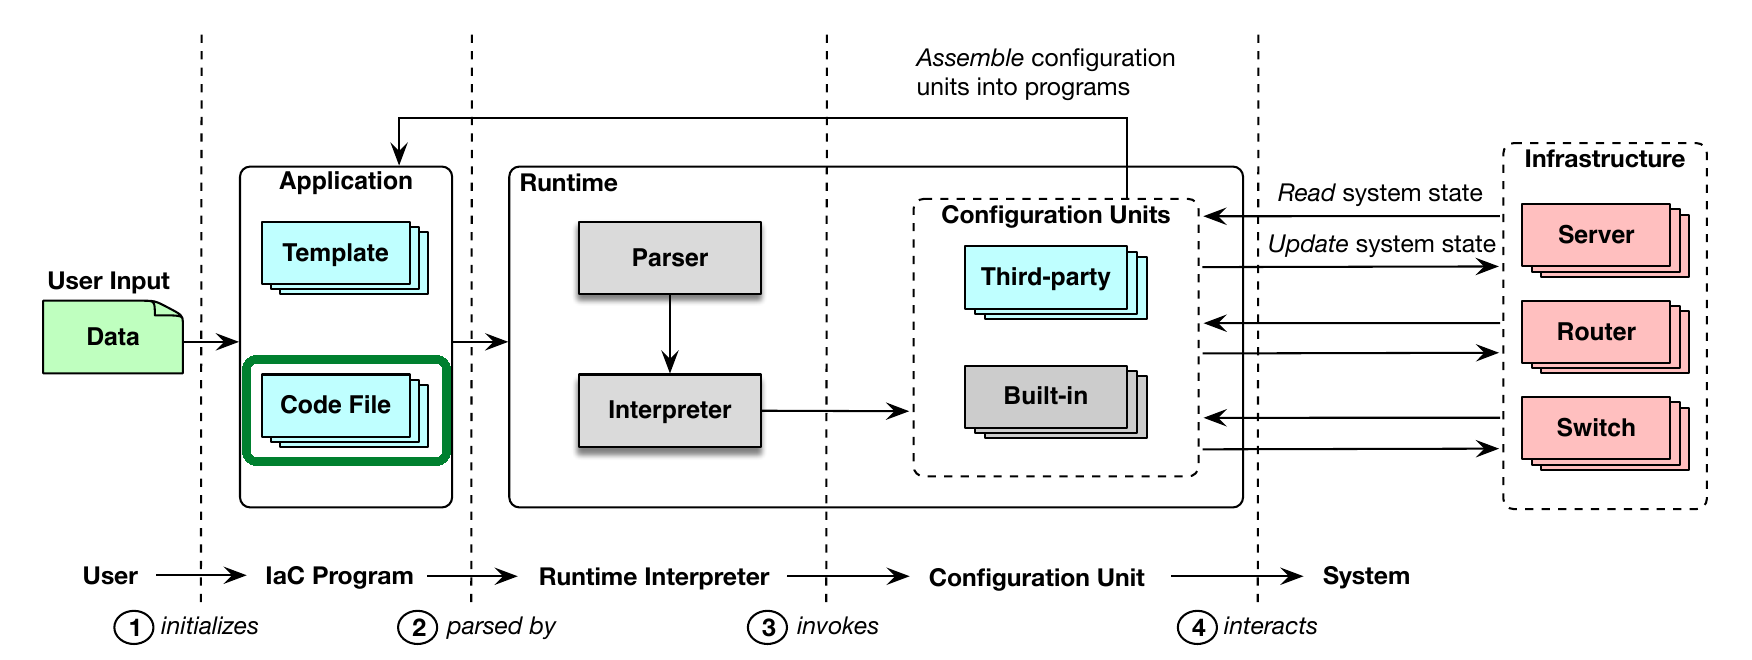 Assemble configuration
units into programs
Application
Runtime
Infrastructure
Configuration Units
Read system state
Template
Parser
Server
Update system state
User Input
Third-party
Data
Router
Code File
Interpreter
Built-in
Switch
User
IaC Program
Runtime Interpreter
Configuration Unit
System
1 initializes
2 parsed by
3 invokes
4 interacts